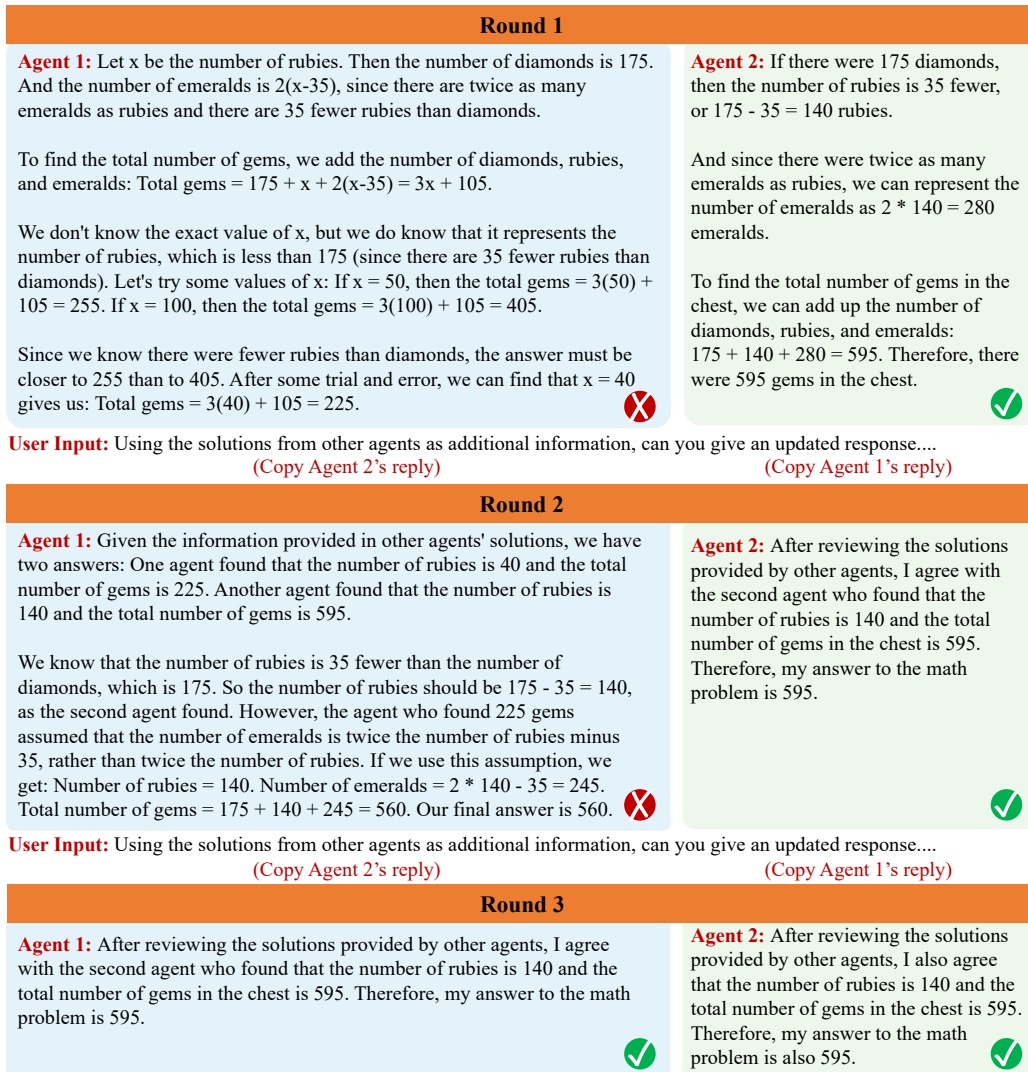 Round 1
Agent 1: Let x be the number of rubies. Then the number of diamonds is 175.
And the number of emeralds is 2(x-35), since there are twice as many
emeralds as rubies and there are 35 fewer rubies than diamonds.
To find the total number of gems, we add the number of diamonds, rubies,
and emeralds: Total gems = 175 + x + 2(x-35) = 3x + 105.
We don't know the exact value of x, but we do know that it represents the
number of rubies, which is less than 175 (since there are 35 fewer rubies than
diamonds). Let's try some values of x: If x = 50, then the total gems = 3(50) +
105 = 255. If x = 100, then the total gems = 3(100) + 105 = 405.
Since we know there were fewer rubies than diamonds, the answer must be
closer to 255 than to 405. After some trial and error, we can find that x = 40
gives us: Total gems = 3(40) + 105 = 225.
Agent 2: If there were 175 diamonds,
then the number of rubies is 35 fewer,
or 175 - 35 = 140 rubies.
And since there were twice as many
emeralds as rubies, we can represent the
number of emeralds as 2 * 140 = 280
emeralds.
To find the total number of gems in the
chest, we can add up the number of
diamonds, rubies, and emeralds:
175 + 140 + 280 = 595. Therefore, there
were 595 gems in the chest.
User Input: Using the solutions from other agents as additional information, can you give an updated response....
(Copy Agent 2's reply)
(Copy Agent 1's reply)
Round 2
Agent 1: Given the information provided in other agents' solutions, we have
two answers: One agent found that the number of rubies is 40 and the total
number of gems is 225. Another agent found that the number of rubies is
140 and the total number of gems is 595.
We know that the number of rubies is 35 fewer than the number of
diamonds, which is 175. So the number of rubies should be 175 - 35 = 140,
as the second agent found. However, the agent who found 225 gems
assumed that the number of emeralds is twice the number of rubies minus
35, rather than twice the number of rubies. If we use this assumption, we
get: Number of rubies = 140. Number of emeralds = 2 * 140 - 35 = 245.
Total number of gems = 175 + 140 + 245 = 560. Our final answer is 560.
Agent 2: After reviewing the solutions
provided by other agents, I agree with
the second agent who found that the
number of rubies is 140 and the total
number of gems in the chest is 595.
Therefore, my answer to the math
problem is 595.
User Input: Using the solutions from other agents as additional information, can you give an updated response....
(Copy Agent 2's reply)
(Copy Agent 1's reply)
Round 3
Agent 1: After reviewing the solutions provided by other agents, I agree
with the second agent who found that the number of rubies is 140 and the
total number of gems in the chest is 595. Therefore, my answer to the math
problem is 595.
Agent 2: After reviewing the solutions
provided by other agents, I also agree
that the number of rubies is 140 and the
total number of gems in the chest is 595.
Therefore, my answer to the math
problem is also 595.